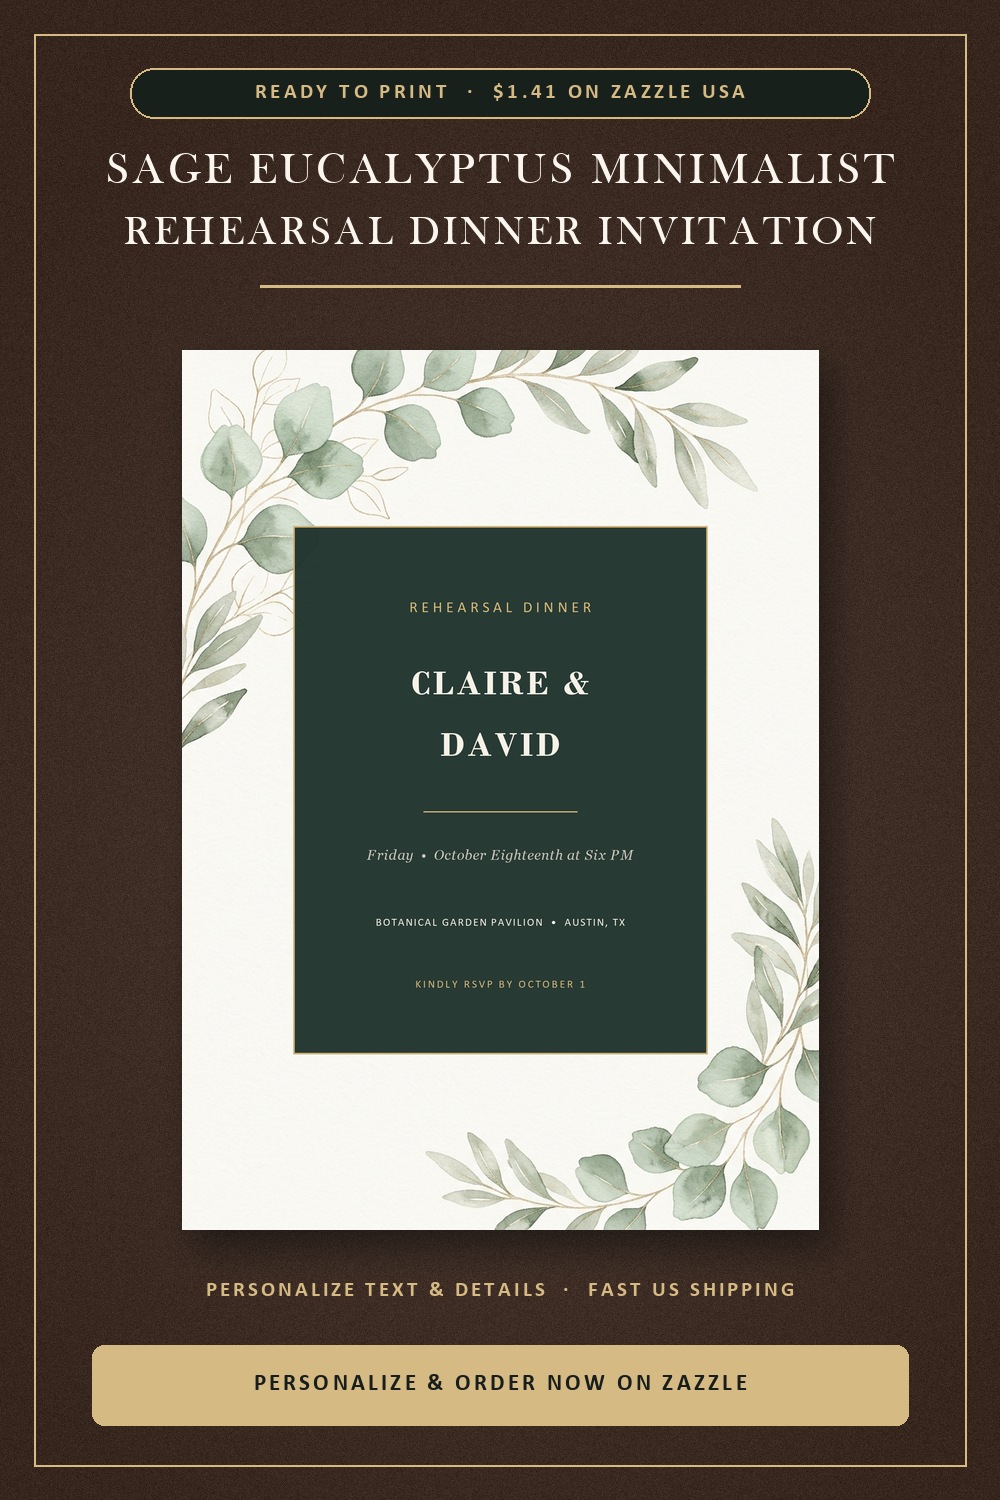 READY TO PRINT · $1.41 ON ZAZZLE USA
SAGE EUCALYPTUS MINIMALIST
REHEARSAL DINNER INVITATION
REHEARSAL DINNER
CLAIRE &
DAVID
Friday • October Eighteenth at Six PM
BOTANICAL GARDEN PAVILION • AUSTIN, TX
KINDLY RSVP BY OCTOBER 1
PERSONALIZE TEXT & DETAILS · FAST US SHIPPING
PERSONALIZE & ORDER NOW ON ZAZZLE